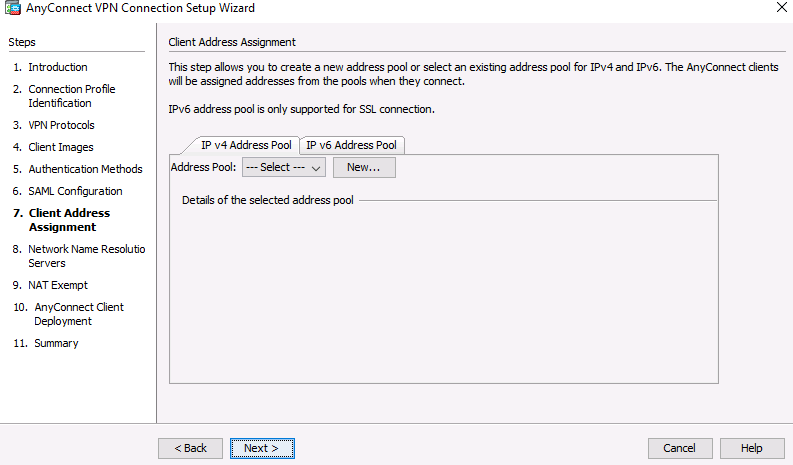 AnyConnect VPN Connection Setup Wizard
Steps
1. Introduction
2. Connection Profile
Identification
3. VPN Protocols
4. Client Images
5. Authentication Methods
6. SAML Configuration
7. Client Address
Assignment
8. Network Name Resolutio
Servers
9. NAT Exempt
10. AnyConnect Client
Deployment
11. Summary
Client Address Assignment
This step allows you to create a new address pool or select an existing address pool for IPv4 and IPv6. The AnyConnect clients
will be assigned addresses from the pools when they connect.
IPv6 address pool is only supported for SSL connection.
IP v4 Address Pool IP v6 Address Pool
Address Pool: --- Select --- New...
Details of the selected address pool
< Back Next > Cancel Help